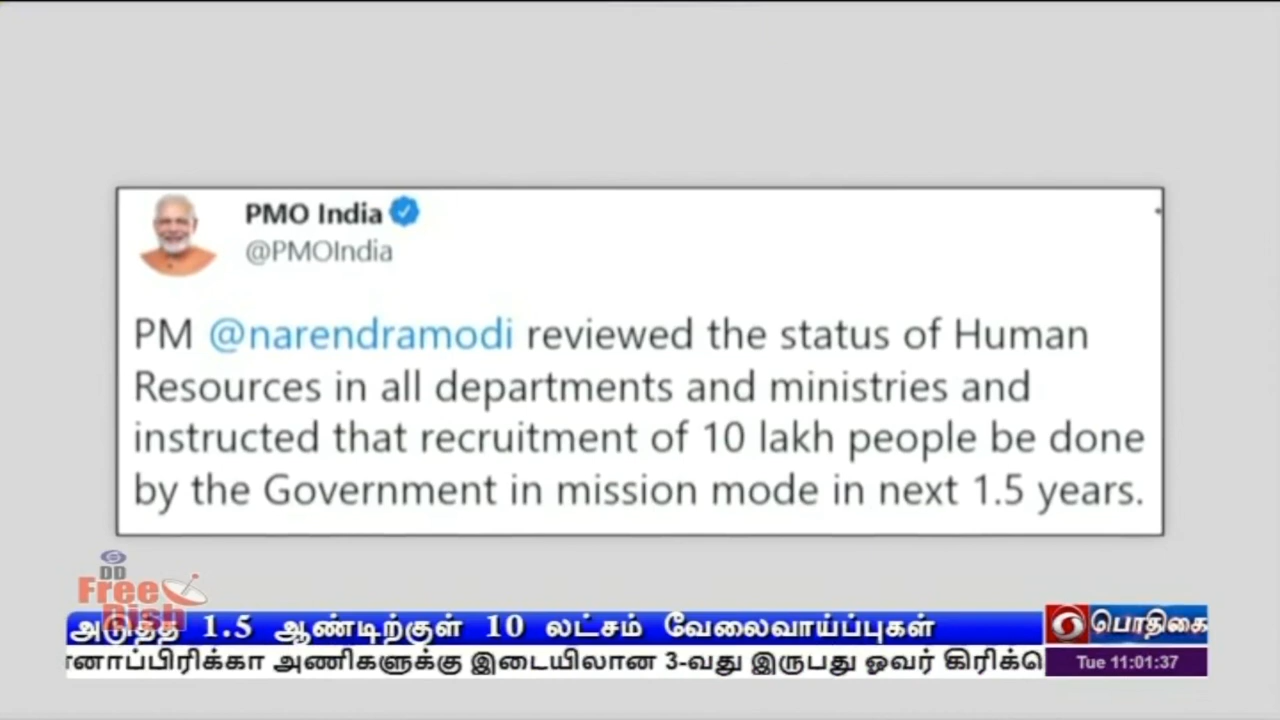 PMO India
@PMOIndia
PM @narendramodi reviewed the status of Human
Resources in all departments and ministries and
instructed that recruitment of 10 lakh people be done
by the Government in mission mode in next 1.5 years.
DD
Free
Dish
அடுத்த 1.5 ஆண்டிற்குள் 10 லட்சம் வேலைவாய்ப்புகள்
பொதிகை
அணிகளுக்கு இடையிலான 3-வது இருபது ஓவர்
Tue 11:01:37